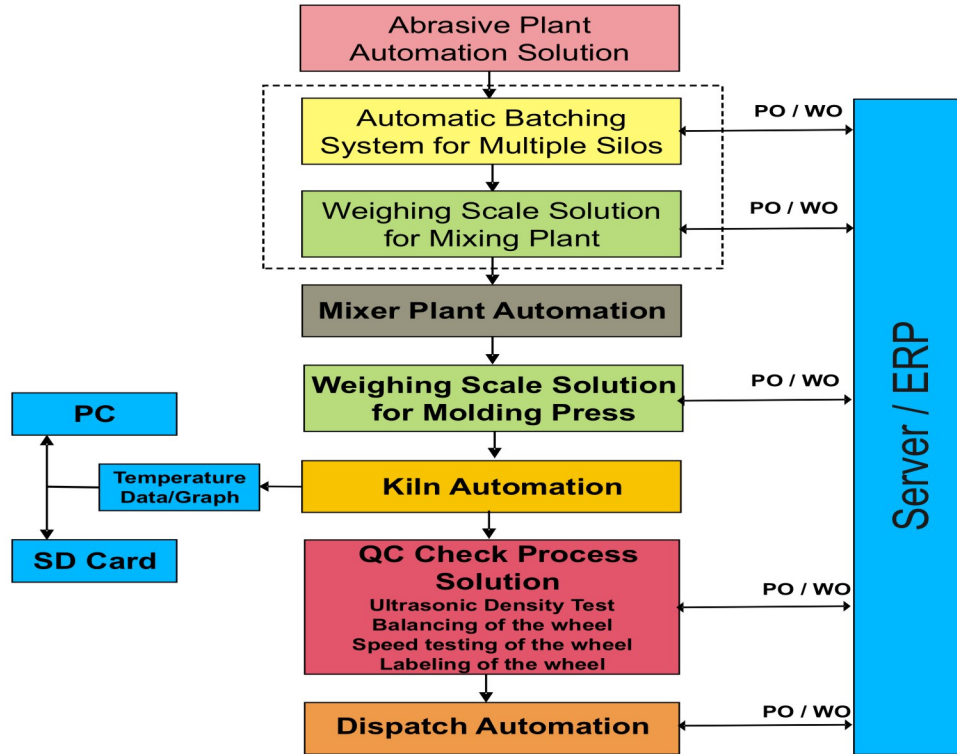 Abrasive Plant
Automation Solution
Automatic Batching
System for Multiple Silos
PO / WO
Weighing Scale Solution
for Mixing Plant
PO / WO
Mixer Plant Automation
Weighing Scale Solution
for Molding Press
PO / WO
Server / ERP
PC
Temperature
Data/Graph
SD Card
Kiln Automation
QC Check Process
Solution
Ultrasonic Density Test
Balancing of the wheel
Speed testing of the wheel
Labeling of the wheel
PO / WO
Dispatch Automation
PO / WO